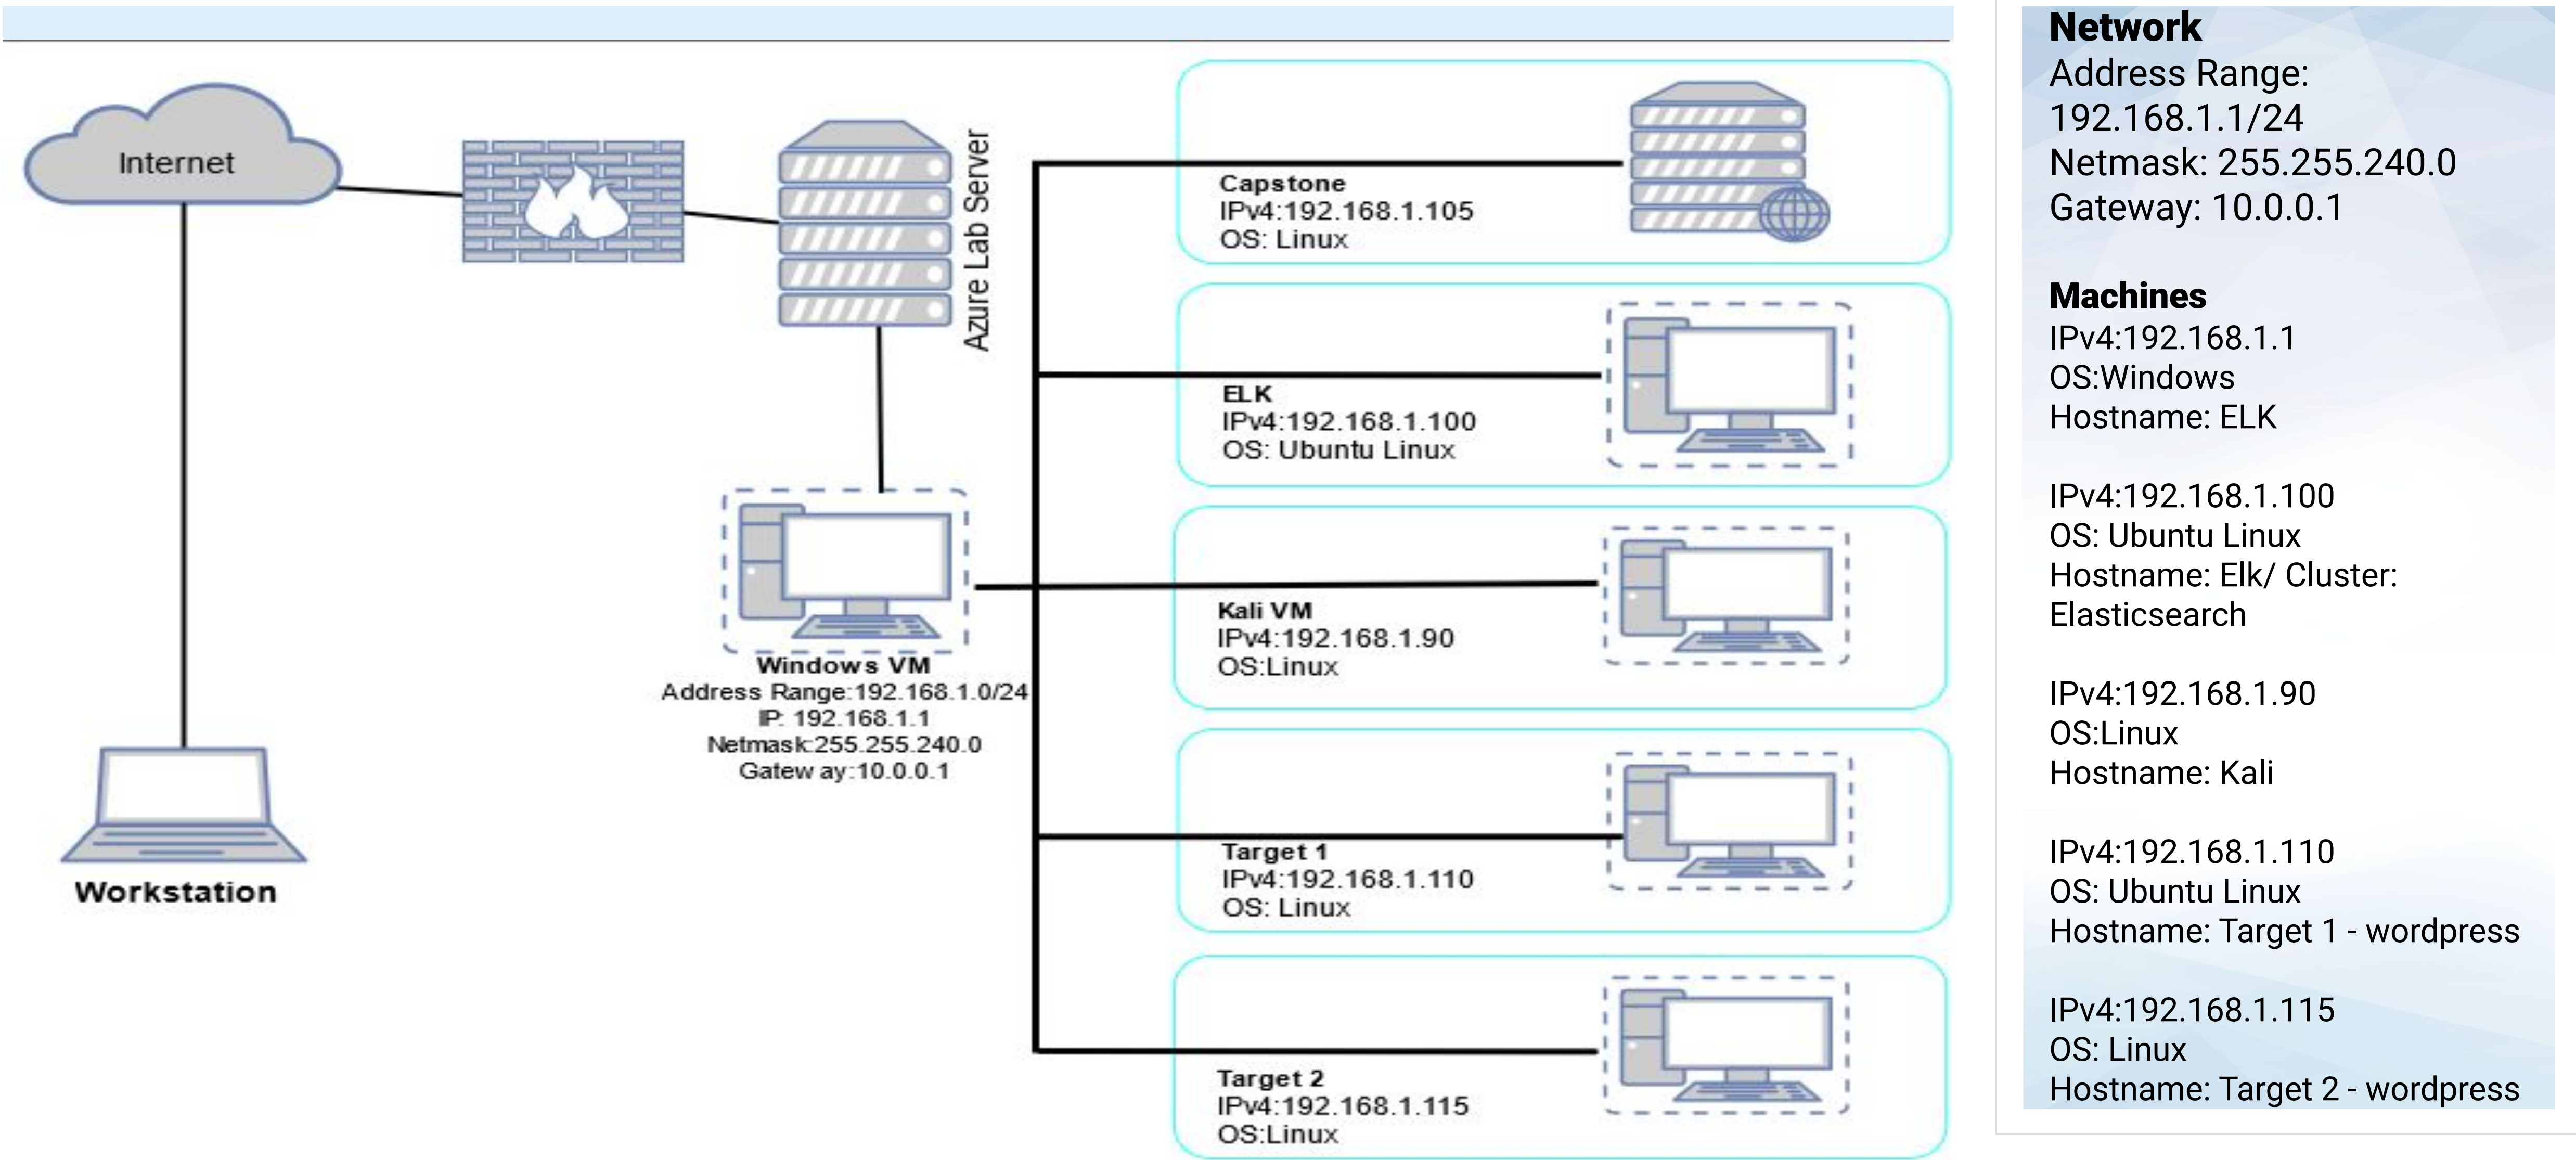 Internet
Azure Lab Server
Workstation
Windows VM
Address Range:192.168.1.0/24
IP: 192.168.1.1
Netmask:255.255.240.0
Gatew ay:10.0.0.1
Capstone
IPv4:192.168.1.105
OS: Linux
ELK
IPv4:192.168.1.100
OS: Ubuntu Linux
Kali VM
IPv4:192.168.1.90
OS:Linux
Target 1
IPv4:192.168.1.110
OS: Linux
Target 2
IPv4:192.168.1.115
OS:Linux
Network
Address Range:
192.168.1.1/24
Netmask: 255.255.240.0
Gateway: 10.0.0.1
Machines
IPv4:192.168.1.1
OS:Windows
Hostname: ELK
IPv4:192.168.1.100
OS: Ubuntu Linux
Hostname: Elk/ Cluster:
Elasticsearch
IPv4:192.168.1.90
OS:Linux
Hostname: Kali
IPv4:192.168.1.110
OS: Ubuntu Linux
Hostname: Target 1 - wordpress
IPv4:192.168.1.115
OS: Linux
Hostname: Target 2 - wordpress